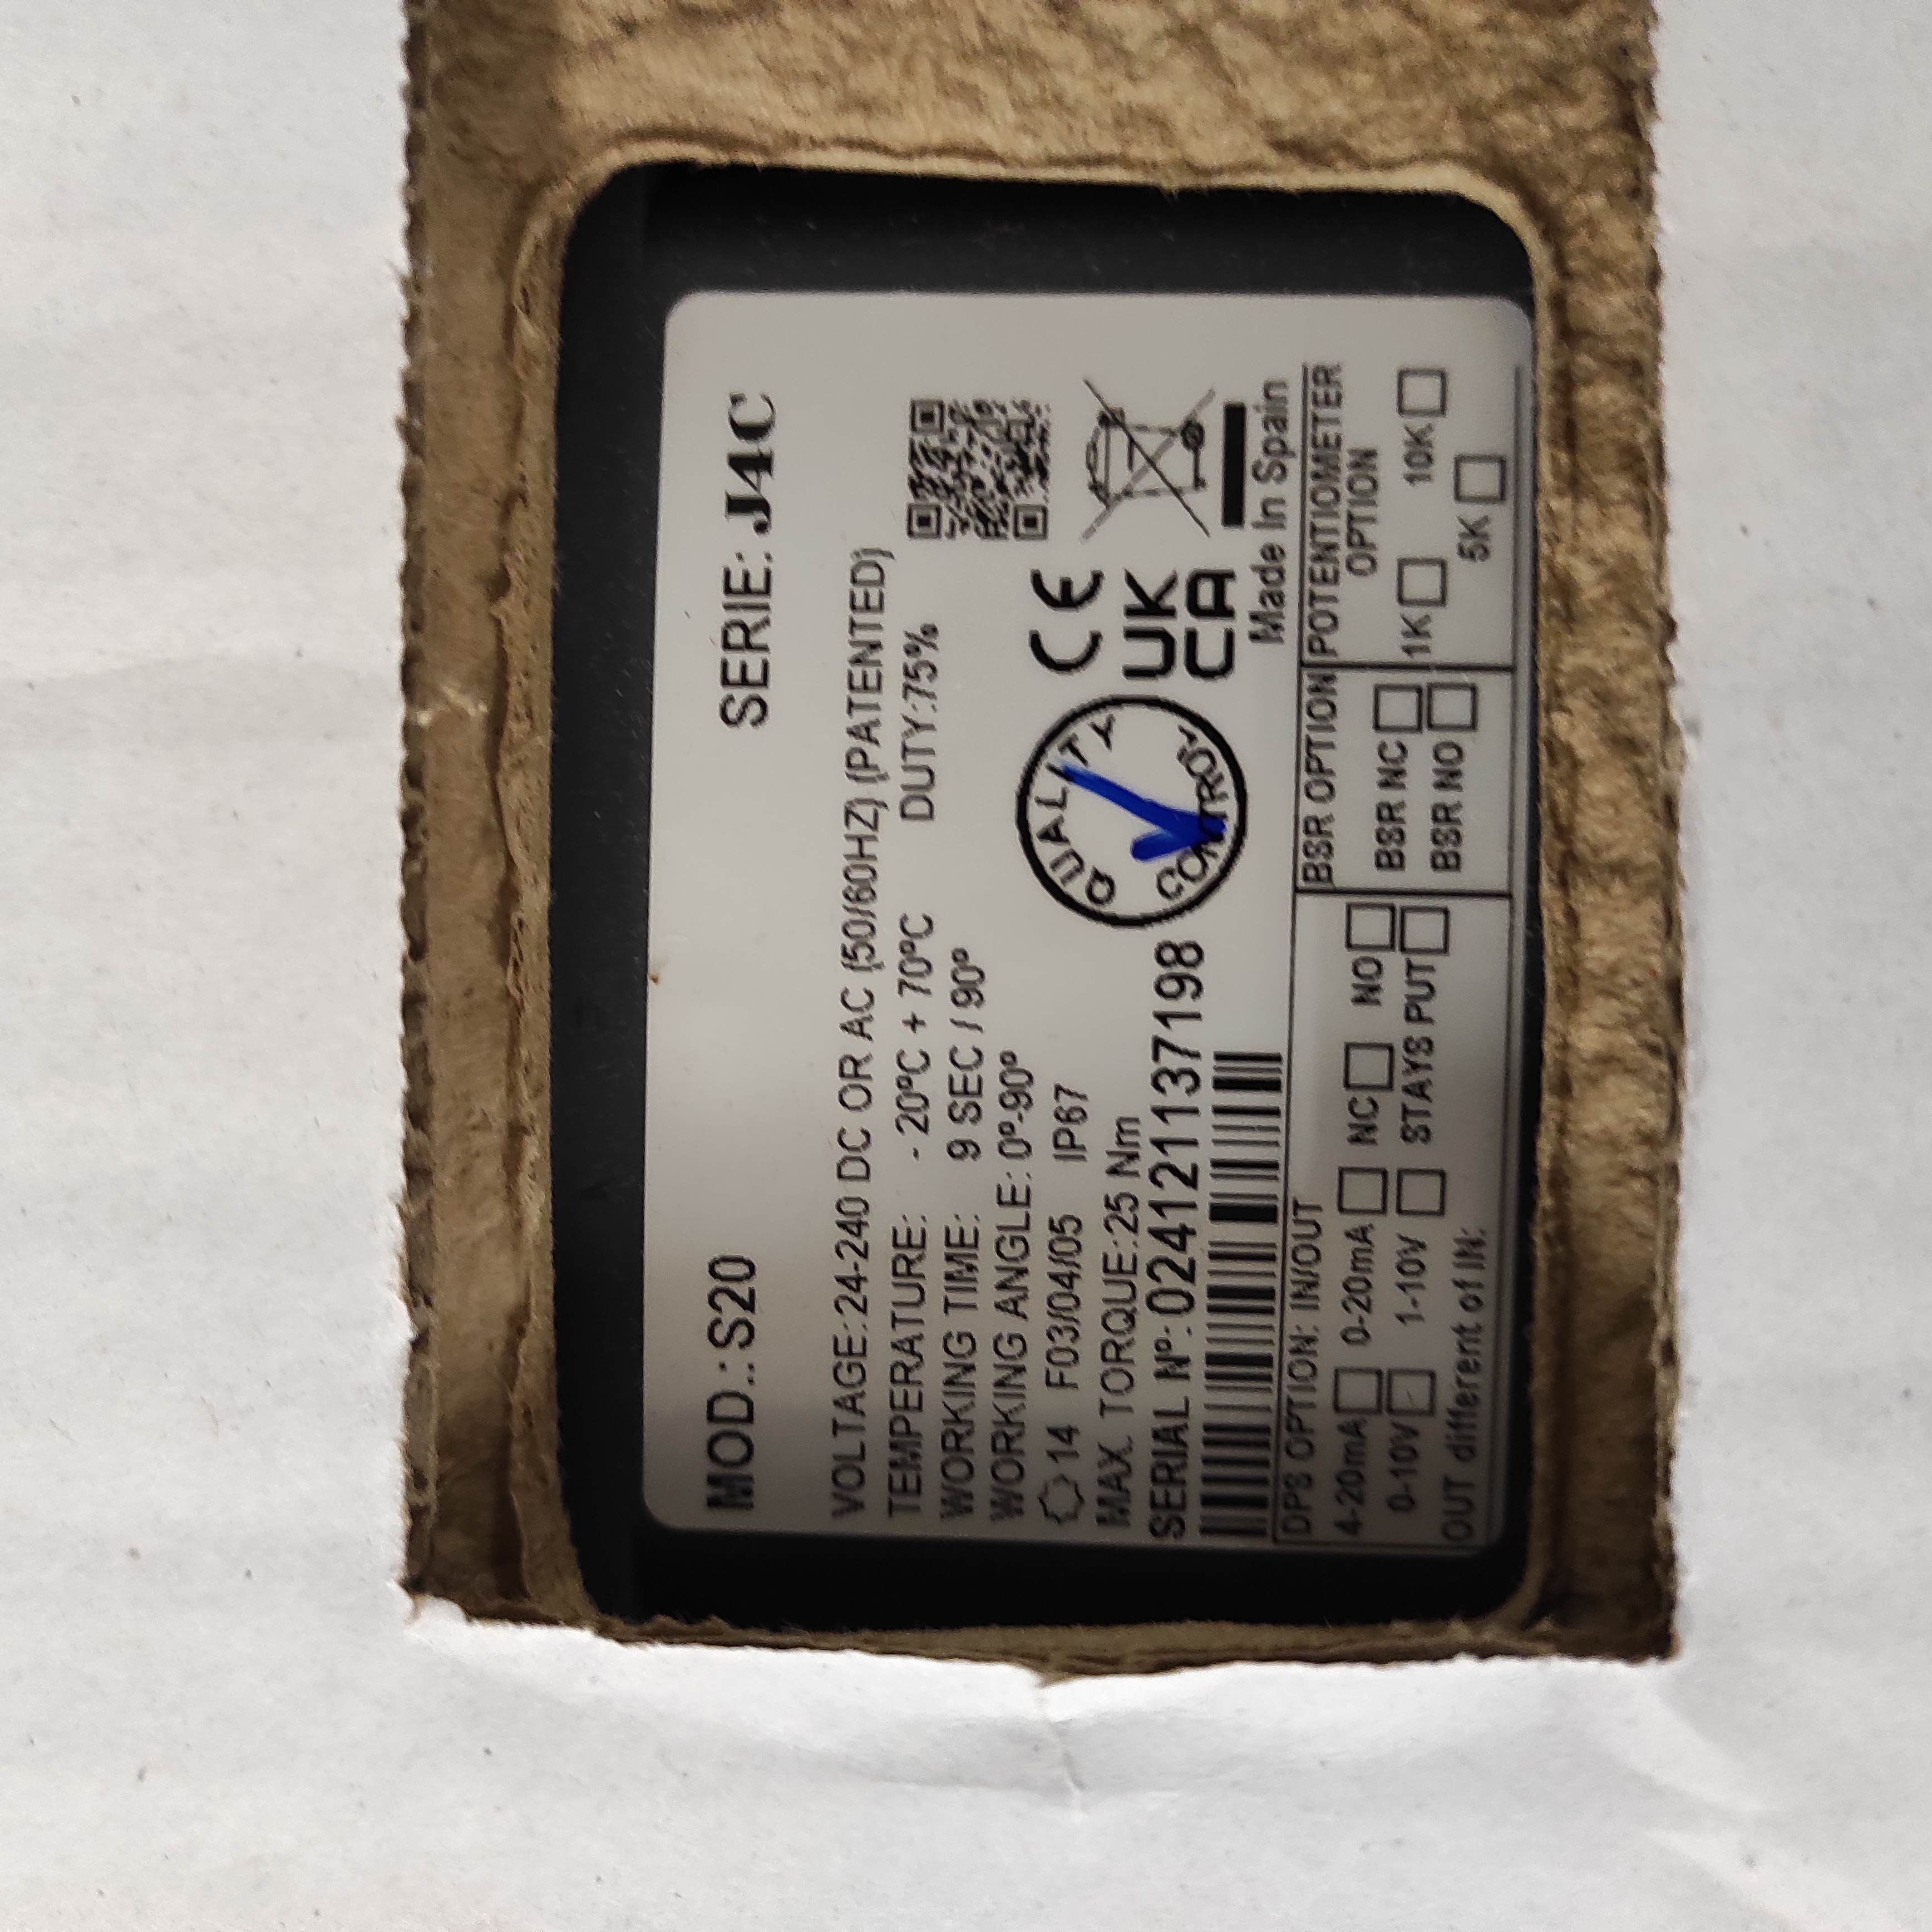 MOD.:S20 SERIE: J4C
VOLTAGE:24-240 DC OR AC (50/60HZ) (PATENTED)
TEMPERATURE: - 20ºC + 70ºC DUTY:75%
WORKING TIME: 9 SEC / 90º
WORKING ANGLE: 0º-90º
14 F03/04/05 IP67
MAX. TORQUE:25 Nm
SERIAL Nº: 0241211137198
QUALITY CONTROL
CE
UK
CA
Made In Spain
DPS OPTION: IN/OUT
4-20mA 0-20mA NC NO
0-10V 1-10V STAYS PUT
OUT different of IN:
BSR OPTION
BSR NC
BSR NO
POTENTIOMETER
OPTION
1K 10K
5K